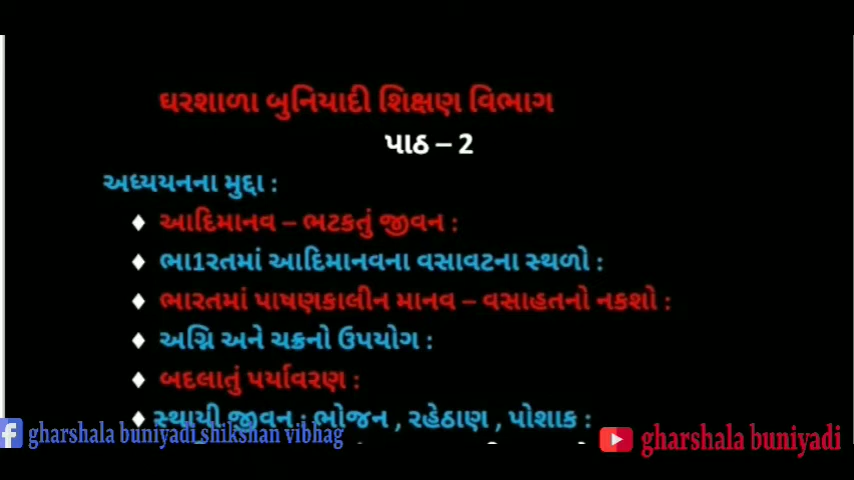 ઘરશાળા બુનિયાદી શિક્ષણ વિભાગ
પાઠ – 2
અધ્યયનના મુદ્દા :
♦ આદિમાનવ – ભટકતું જીવન :
♦ ભા1રતમાં આદિમાનવના વસાવટના સ્થળો :
♦ ભારતમાં પાષણકાલીન માનવ – વસાહતનો નકશો :
♦ અગ્નિ અને ચક્રનો ઉપયોગ :
♦ બદલાતું પર્યાવરણ :
♦ સ્થાયી જીવન : ભોજન , રહેઠાણ , પોશાક :
gharshala buniyadi shikshan vibhag
gharshala buniyadi